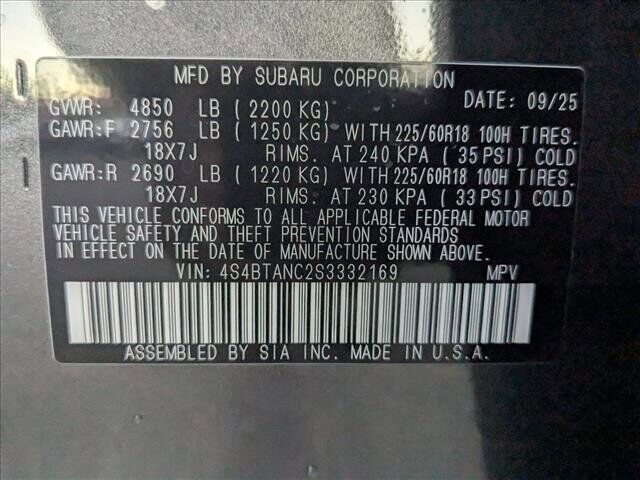 MFD BY SUBARU CORPORATION
GVWR: 4850 LB (2200 KG) DATE: 09/25
GAWR:F 2756 LB (1250 KG) WITH 225/60R18 100H TIRES.
18X7J RIMS. AT 240 KPA (35 PSI) COLD
GAWR:R 2690 LB (1220 KG) WITH 225/60R18 100H TIRES.
18X7J RIMS. AT 230 KPA (33 PSI) COLD
THIS VEHICLE CONFORMS TO ALL APPLICABLE FEDERAL MOTOR
VEHICLE SAFETY AND THEFT PREVENTION STANDARDS
IN EFFECT ON THE DATE OF MANUFACTURE SHOWN ABOVE.
VIN: 4S4BTANC2S3332169 MPV
ASSEMBLED BY SIA INC. MADE IN U.S.A.